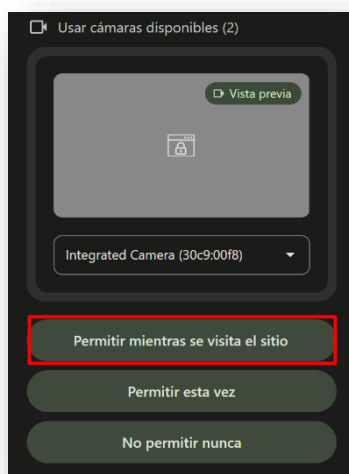 Usar cámaras disponibles (2)
Vista previa
Integrated Camera (30c9:00f8)
Permitir mientras se visita el sitio
Permitir esta vez
No permitir nunca